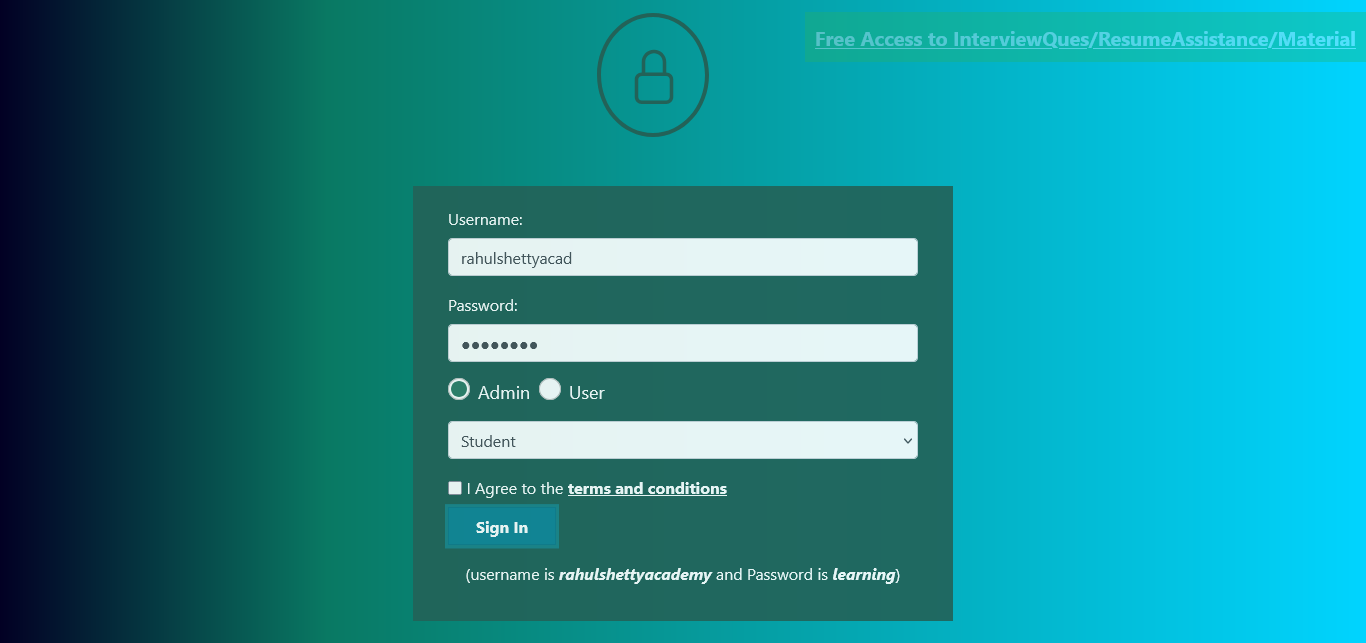 Free Access to InterviewQues/ResumeAssistance/Material
Username:
rahulshettyacad
Password:
••••••••
Admin User
Student
I Agree to the terms and conditions
Sign In
(username is rahulshettyacademy and Password is learning)